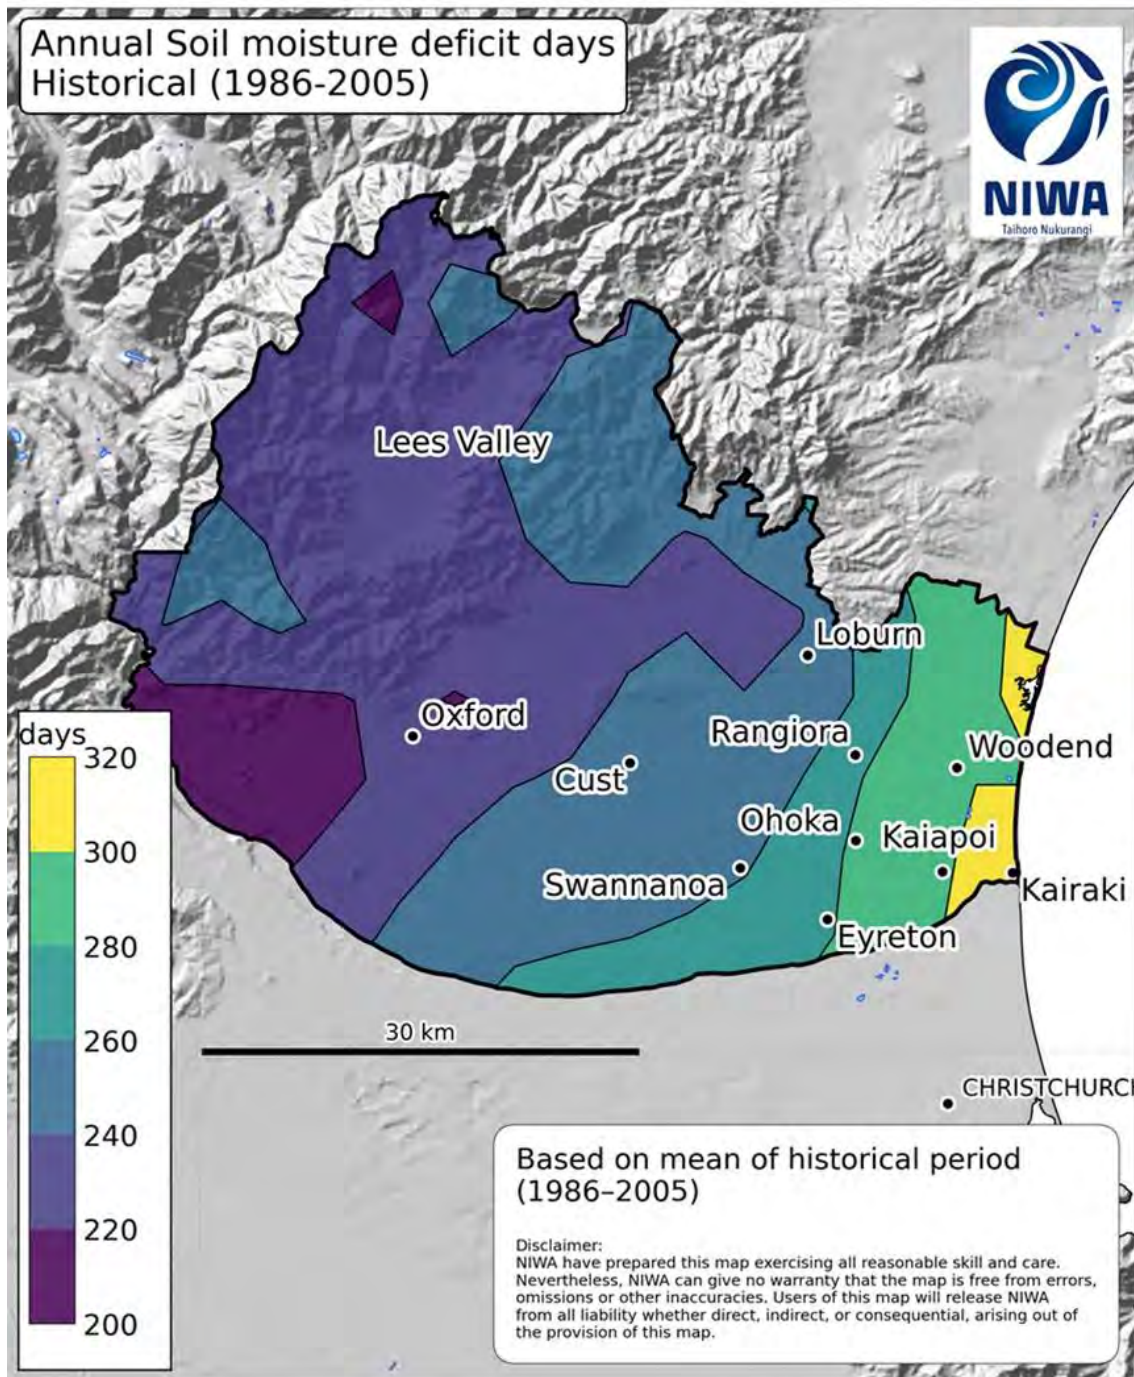 Annual Soil moisture deficit days
Historical (1986-2005)
NIWA
Taihoro Nukurangi
Lees Valley
Loburn
Oxford
Rangiora
Woodend
Cust
Ohoka
Kaiapoi
Swannanoa
Kairaki
Eyreton
days
320
300
280
260
240
220
200
30 km
CHRISTCHURCH
Based on mean of historical period
(1986–2005)
Disclaimer:
NIWA have prepared this map exercising all reasonable skill and care.
Nevertheless, NIWA can give no warranty that the map is free from errors,
omissions or other inaccuracies. Users of this map will release NIWA
from all liability whether direct, indirect, or consequential, arising out of
the provision of this map.